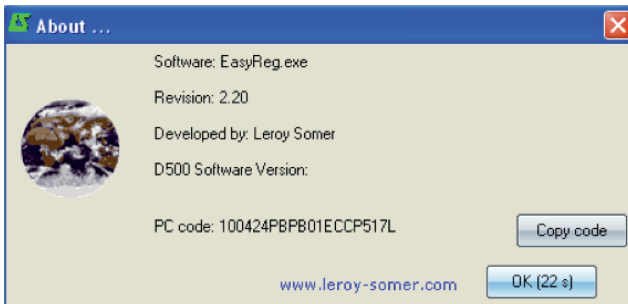 About ...
Software: EasyReg.exe
Revision: 2.20
Developed by: Leroy Somer
D500 Software Version:
PC code: 100424PBPB01ECCP517L
Copy code
www.leroy-somer.com
OK (22 s)